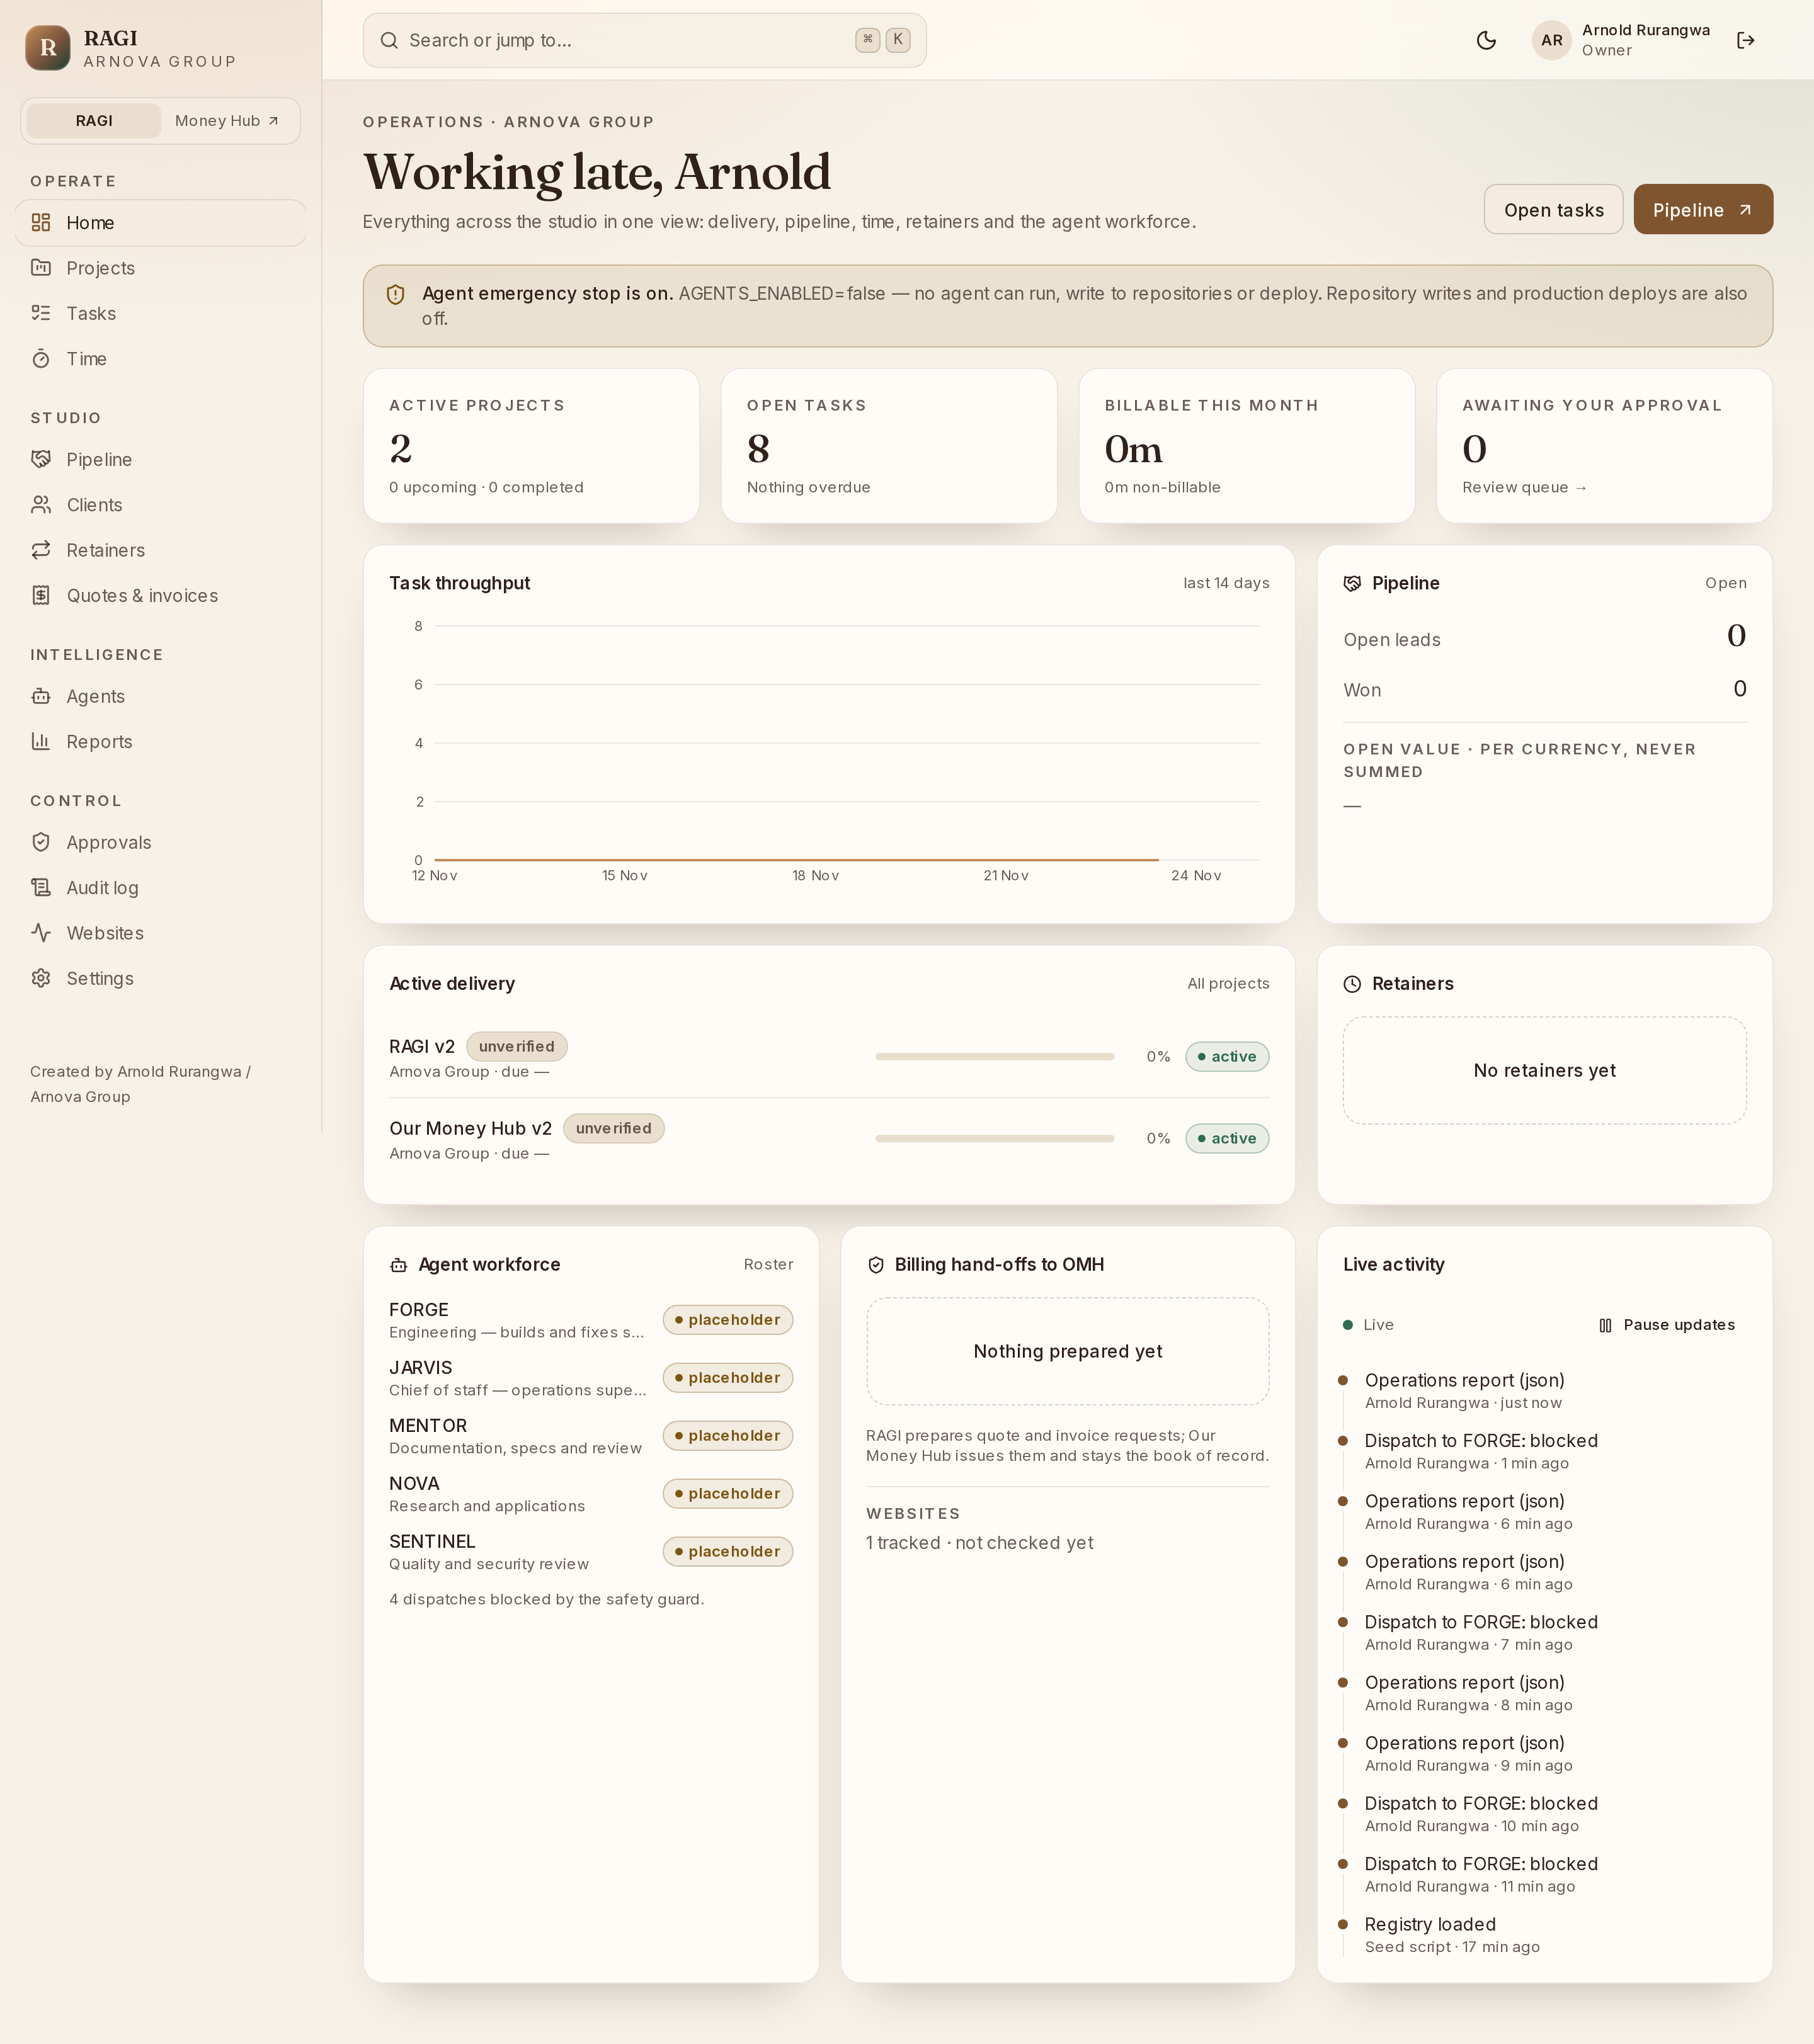 R
RAGI
ARNOVA GROUP
RAGI
Money Hub
OPERATE
Home
Projects
Tasks
Time
STUDIO
Pipeline
Clients
Retainers
Quotes & invoices
INTELLIGENCE
Agents
Reports
CONTROL
Approvals
Audit log
Websites
Settings
Created by Arnold Rurangwa /
Arnova Group
Search or jump to...
⌘ K
AR
Arnold Rurangwa
Owner
OPERATIONS · ARNOVA GROUP
Working late, Arnold
Everything across the studio in one view: delivery, pipeline, time, retainers and the agent workforce.
Open tasks
Pipeline
Agent emergency stop is on. AGENTS_ENABLED=false — no agent can run, write to repositories or deploy. Repository writes and production deploys are also
off.
ACTIVE PROJECTS
2
0 upcoming · 0 completed
OPEN TASKS
8
Nothing overdue
BILLABLE THIS MONTH
0m
0m non-billable
AWAITING YOUR APPROVAL
0
Review queue →
Task throughput
last 14 days
8
6
4
2
0
12 Nov 15 Nov 18 Nov 21 Nov 24 Nov
Pipeline
Open
Open leads 0
Won 0
OPEN VALUE · PER CURRENCY, NEVER
SUMMED
—
Active delivery
All projects
RAGI v2 unverified
Arnova Group · due —
0% active
Our Money Hub v2 unverified
Arnova Group · due —
0% active
Retainers
No retainers yet
Agent workforce
Roster
FORGE
Engineering — builds and fixes s...
placeholder
JARVIS
Chief of staff — operations supe...
placeholder
MENTOR
Documentation, specs and review
placeholder
NOVA
Research and applications
placeholder
SENTINEL
Quality and security review
placeholder
4 dispatches blocked by the safety guard.
Billing hand-offs to OMH
Nothing prepared yet
RAGI prepares quote and invoice requests; Our
Money Hub issues them and stays the book of record.
WEBSITES
1 tracked · not checked yet
Live activity
Live
Pause updates
Operations report (json)
Arnold Rurangwa · just now
Dispatch to FORGE: blocked
Arnold Rurangwa · 1 min ago
Operations report (json)
Arnold Rurangwa · 6 min ago
Operations report (json)
Arnold Rurangwa · 6 min ago
Dispatch to FORGE: blocked
Arnold Rurangwa · 7 min ago
Operations report (json)
Arnold Rurangwa · 8 min ago
Operations report (json)
Arnold Rurangwa · 9 min ago
Dispatch to FORGE: blocked
Arnold Rurangwa · 10 min ago
Dispatch to FORGE: blocked
Arnold Rurangwa · 11 min ago
Registry loaded
Seed script · 17 min ago